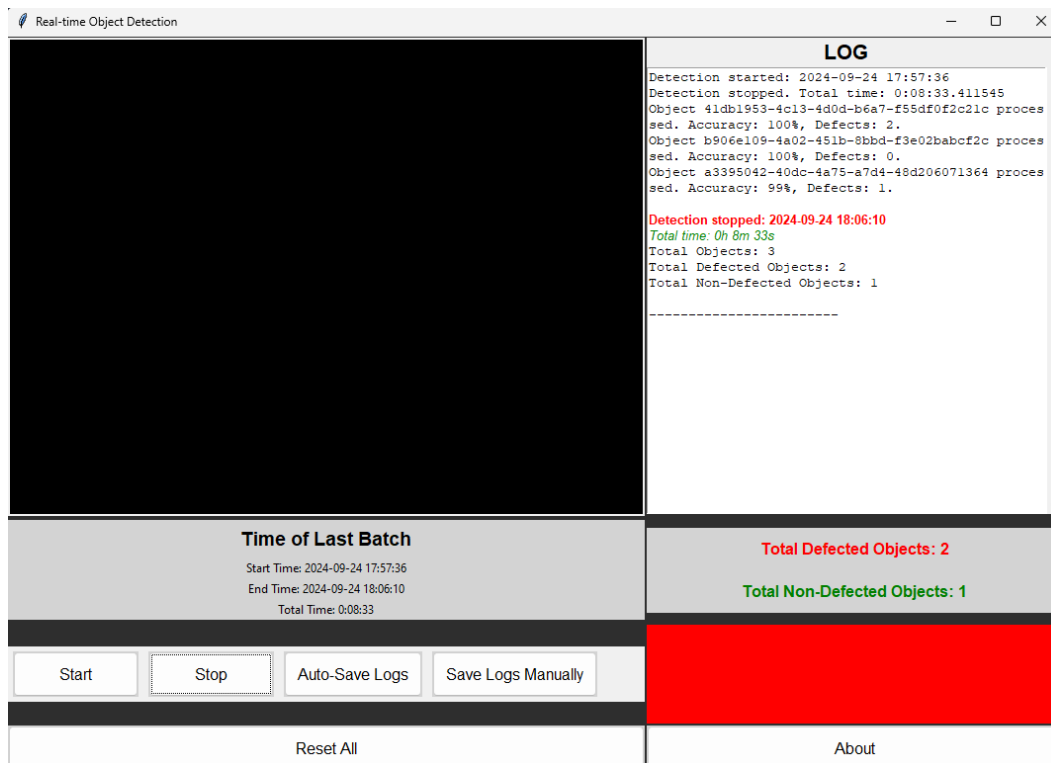 Real-time Object Detection
LOG
Detection started: 2024-09-24 17:57:36
Detection stopped. Total time: 0:08:33.411545
Object 41db1953-4c13-4d0d-b6a7-f55df0f2c21c proces
sed. Accuracy: 100%, Defects: 2.
Object b906e109-4a02-451b-8bbd-f3e02babcf2c proces
sed. Accuracy: 100%, Defects: 0.
Object a3395042-40dc-4a75-a7d4-48d206071364 proces
sed. Accuracy: 99%, Defects: 1.
Detection stopped: 2024-09-24 18:06:10
Total time: 0h 8m 33s
Total Objects: 3
Total Defected Objects: 2
Total Non-Defected Objects: 1
------------------------
Time of Last Batch
Start Time: 2024-09-24 17:57:36
End Time: 2024-09-24 18:06:10
Total Time: 0:08:33
Total Defected Objects: 2
Total Non-Defected Objects: 1
Start
Stop
Auto-Save Logs
Save Logs Manually
Reset All
About